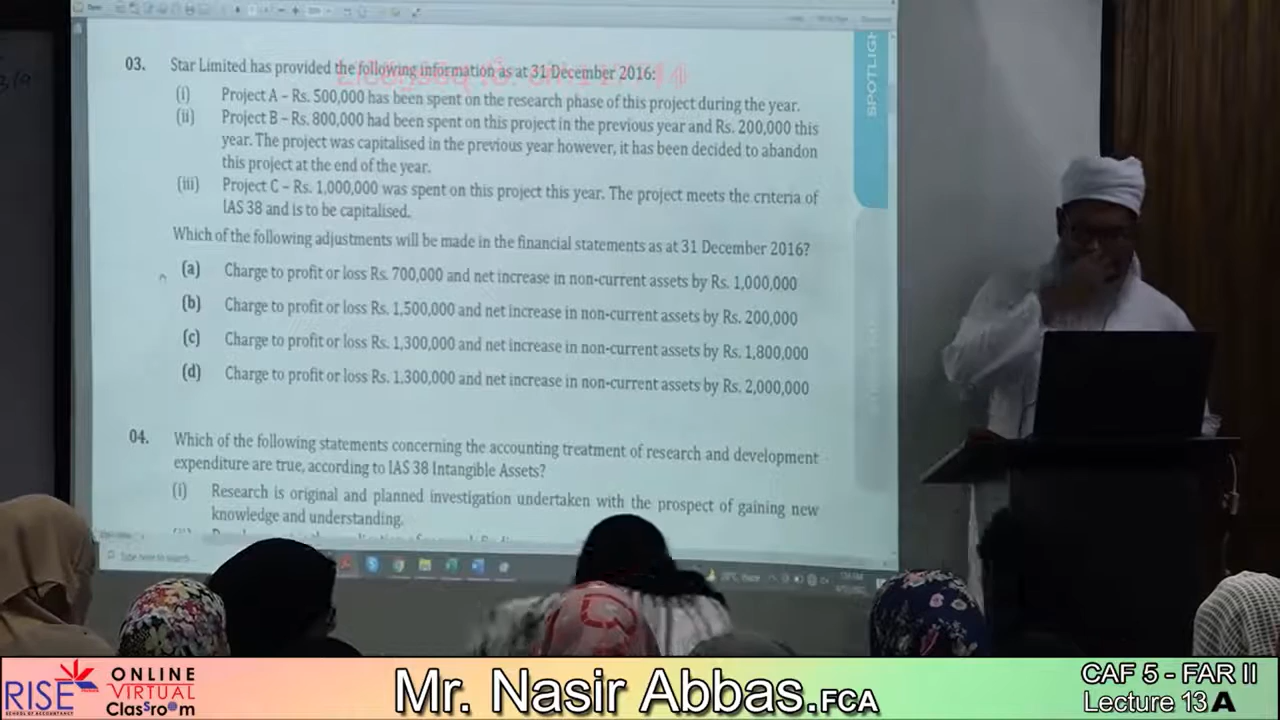 03. Star Limited has provided the following information as at 31 December 2016:
(i) Project A – Rs. 500,000 has been spent on the research phase of this project during the year.
(ii) Project B – Rs. 800,000 had been spent on this project in the previous year and Rs. 200,000 this
year. The project was capitalised in the previous year however, it has been decided to abandon
this project at the end of the year.
(iii) Project C – Rs. 1,000,000 was spent on this project this year. The project meets the criteria of
IAS 38 and is to be capitalised.
Which of the following adjustments will be made in the financial statements as at 31 December 2016?
(a) Charge to profit or loss Rs. 700,000 and net increase in non-current assets by Rs. 1,000,000
(b) Charge to profit or loss Rs. 1,500,000 and net increase in non-current assets by Rs. 200,000
(c) Charge to profit or loss Rs. 1,300,000 and net increase in non-current assets by Rs. 1,800,000
(d) Charge to profit or loss Rs. 1,300,000 and net increase in non-current assets by Rs. 2,000,000
04. Which of the following statements concerning the accounting treatment of research and development
expenditure are true, according to IAS 38 Intangible Assets?
(i) Research is original and planned investigation undertaken with the prospect of gaining new
knowledge and understanding.
SPOTLIGH
Type here to search
RISE
SCHOOL OF ACCOUNTANCY
ONLINE
VIRTUAL
Classroom
Mr. Nasir Abbas.FCA
CAF 5 - FAR II
Lecture 13 A